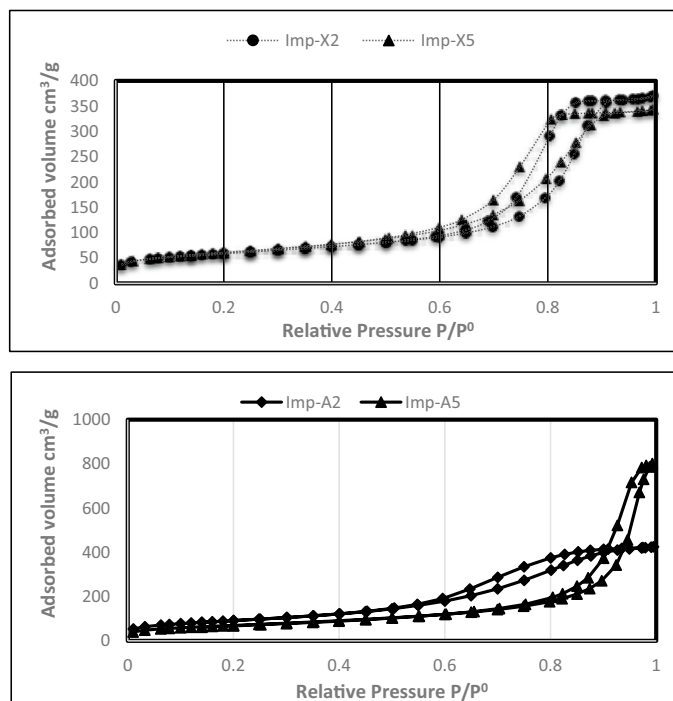 Imp-X2 Imp-X5
Adsorbed volume cm³/g
400
350
300
250
200
150
100
50
0
0 0.2 0.4 0.6 0.8 1
Relative Pressure P/P⁰
Imp-A2 Imp-A5
Adsorbed volume cm³/g
1000
800
600
400
200
0
0 0.2 0.4 0.6 0.8 1
Relative Pressure P/P⁰